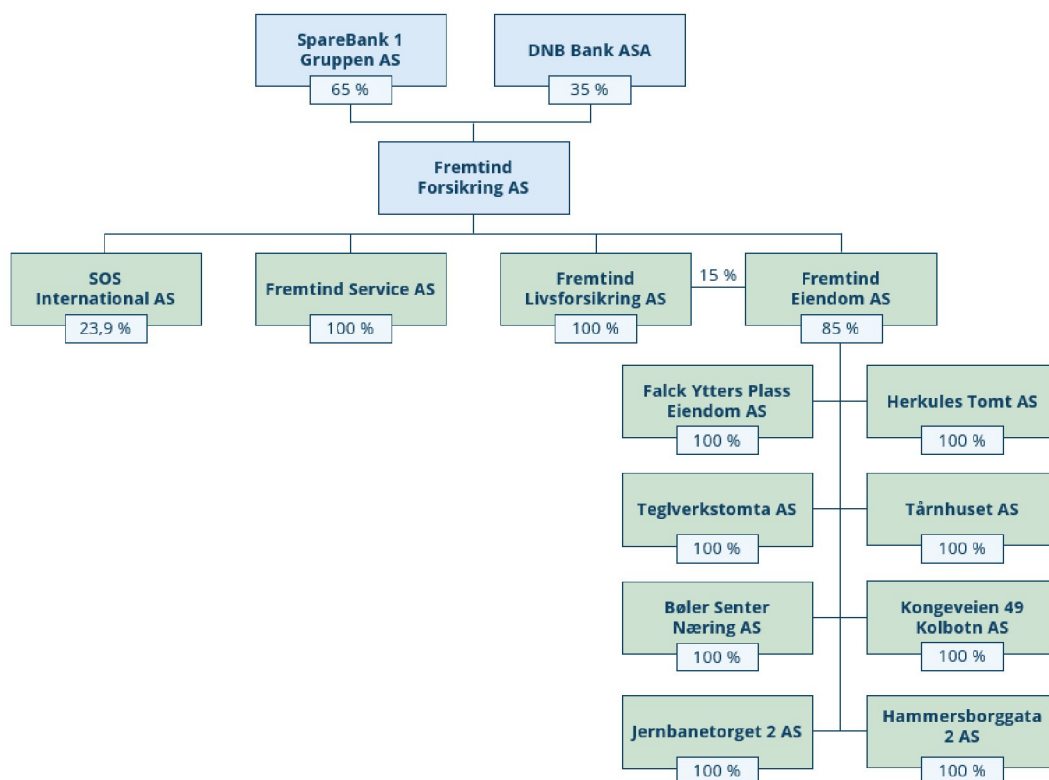 SpareBank 1
Gruppen AS
65 %
DNB Bank ASA
35 %
Fremtind
Forsikring AS
SOS
International AS
23,9 %
Fremtind Service AS
100 %
Fremtind
Livsforsikring AS
100 %
15 %
Fremtind
Eiendom AS
85 %
Falck Ytters Plass
Eiendom AS
100 %
Herkules Tomt AS
100 %
Teglverkstomta AS
100 %
Tårnhuset AS
100 %
Bøler Senter
Næring AS
100 %
Kongeveien 49
Kolbotn AS
100 %
Jernbanetorget 2 AS
100 %
Hammersborggata
2 AS
100 %